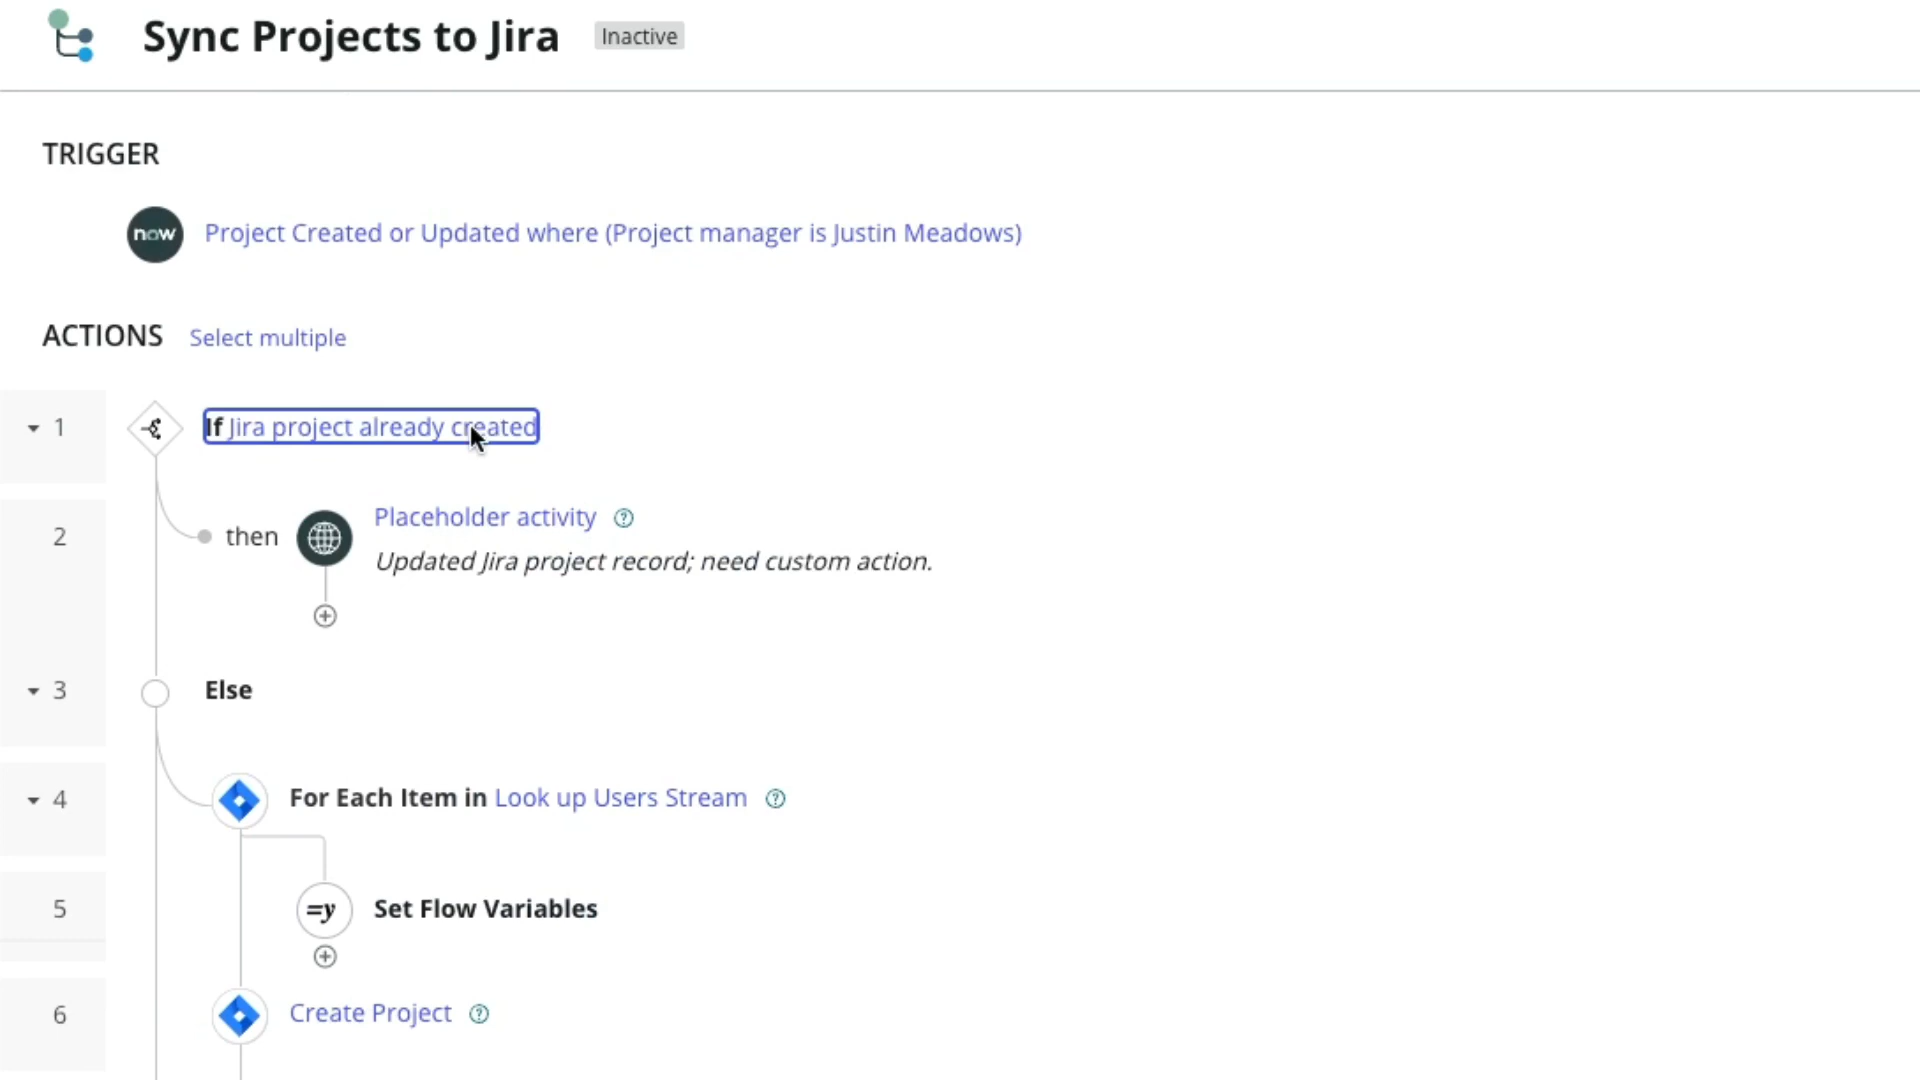 Sync Projects to Jira Inactive
TRIGGER
now Project Created or Updated where (Project manager is Justin Meadows)
ACTIONS Select multiple
1 If Jira project already created
2 then Placeholder activity ?
Updated Jira project record; need custom action.
3 Else
4 For Each Item in Look up Users Stream ?
5 =y Set Flow Variables
6 Create Project ?